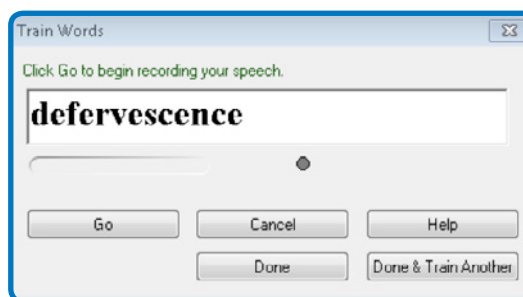 Train Words
Click Go to begin recording your speech.
defervescence
Go Cancel Help
Done Done & Train Another